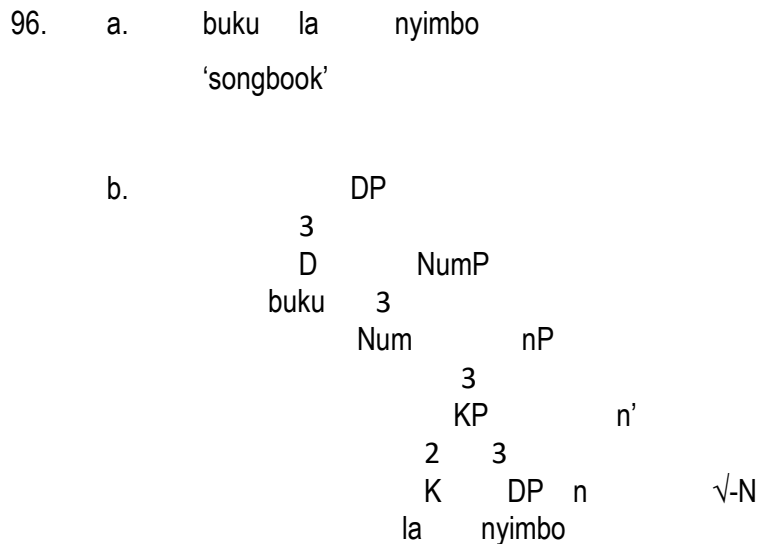 96. a. buku la nyimbo
‘songbook’
b. DP
3
D NumP
buku 3
Num nP
3
KP n’
2 3
K DP n √-N
la nyimbo